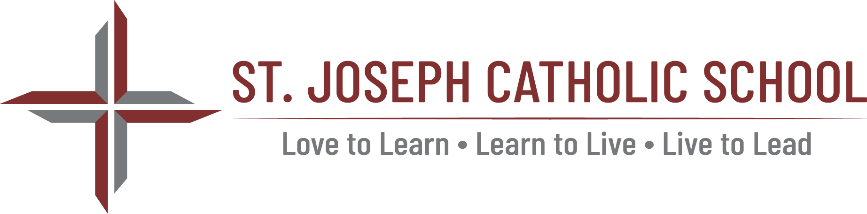 ST. JOSEPH CATHOLIC SCHOOL
Love to Learn • Learn to Live • Live to Lead